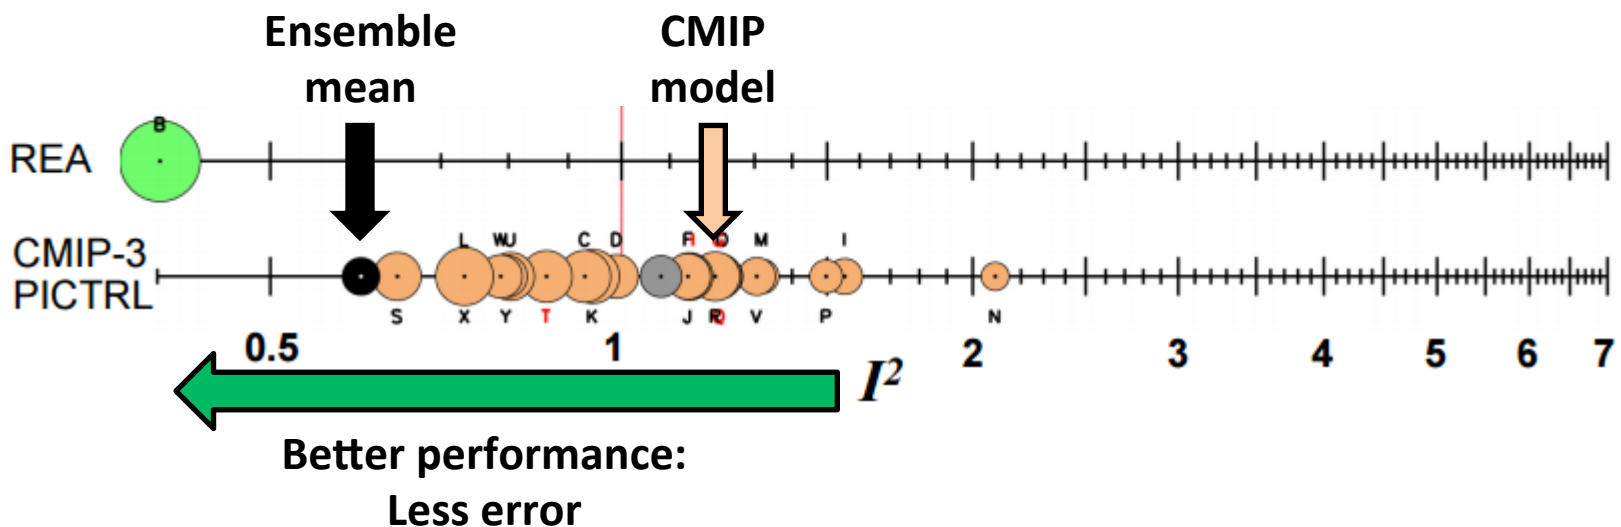 Ensemble
mean
CMIP
model
B
REA
L W U C D F I O M I
CMIP-3
PICTRL
S X Y T K J R Q V P N
0.5 1 2 3 4 5 6 7
I²
Better performance:
Less error